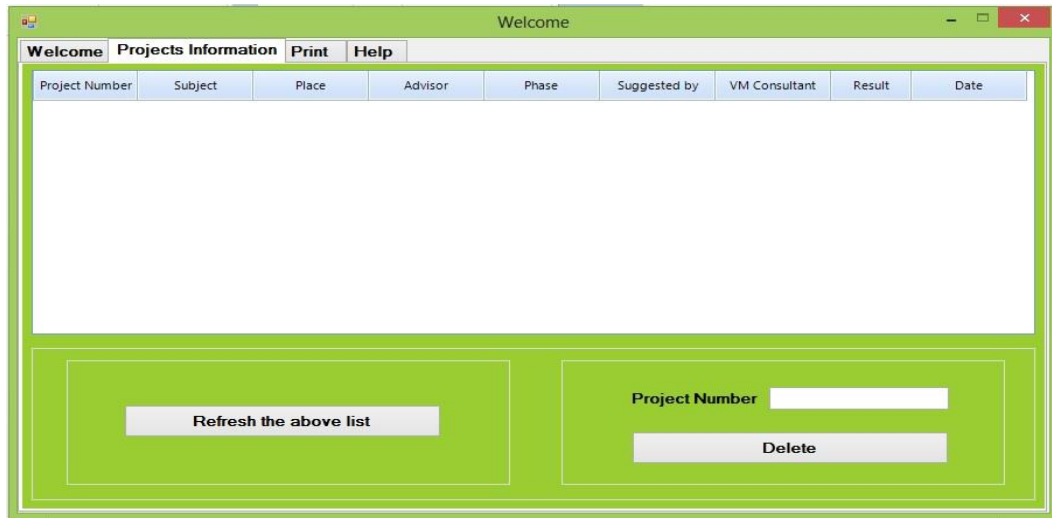 Welcome
Welcome Projects Information Print Help
Project Number Subject Place Advisor Phase Suggested by VM Consultant Result Date
Refresh the above list
Project Number
Delete